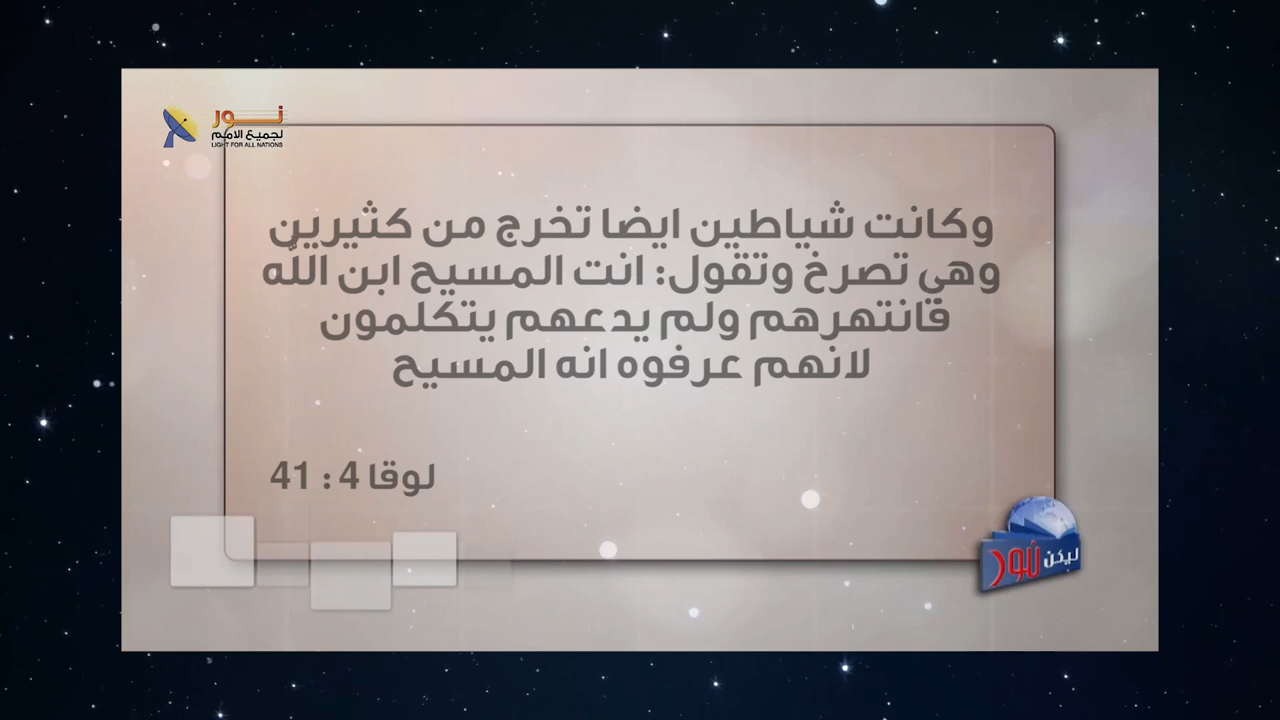 نور
لجميع الامم
LIGHT FOR ALL NATIONS
وكانت شياطين ايضا تخرج من كثيرين
وهي تصرخ وتقول: انت المسيح ابن الله
فانتهرهم ولم يدعهم يتكلمون
لانهم عرفوه انه المسيح
لوقا 4 : 41
ليكن نور